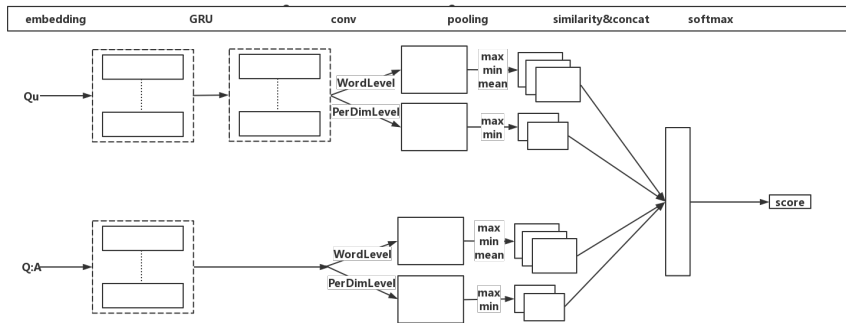 embedding GRU conv pooling similarity&concat softmax
Qu
WordLevel
max
min
mean
PerDimLevel
max
min
score
Q:A
WordLevel
max
min
mean
PerDimLevel
max
min